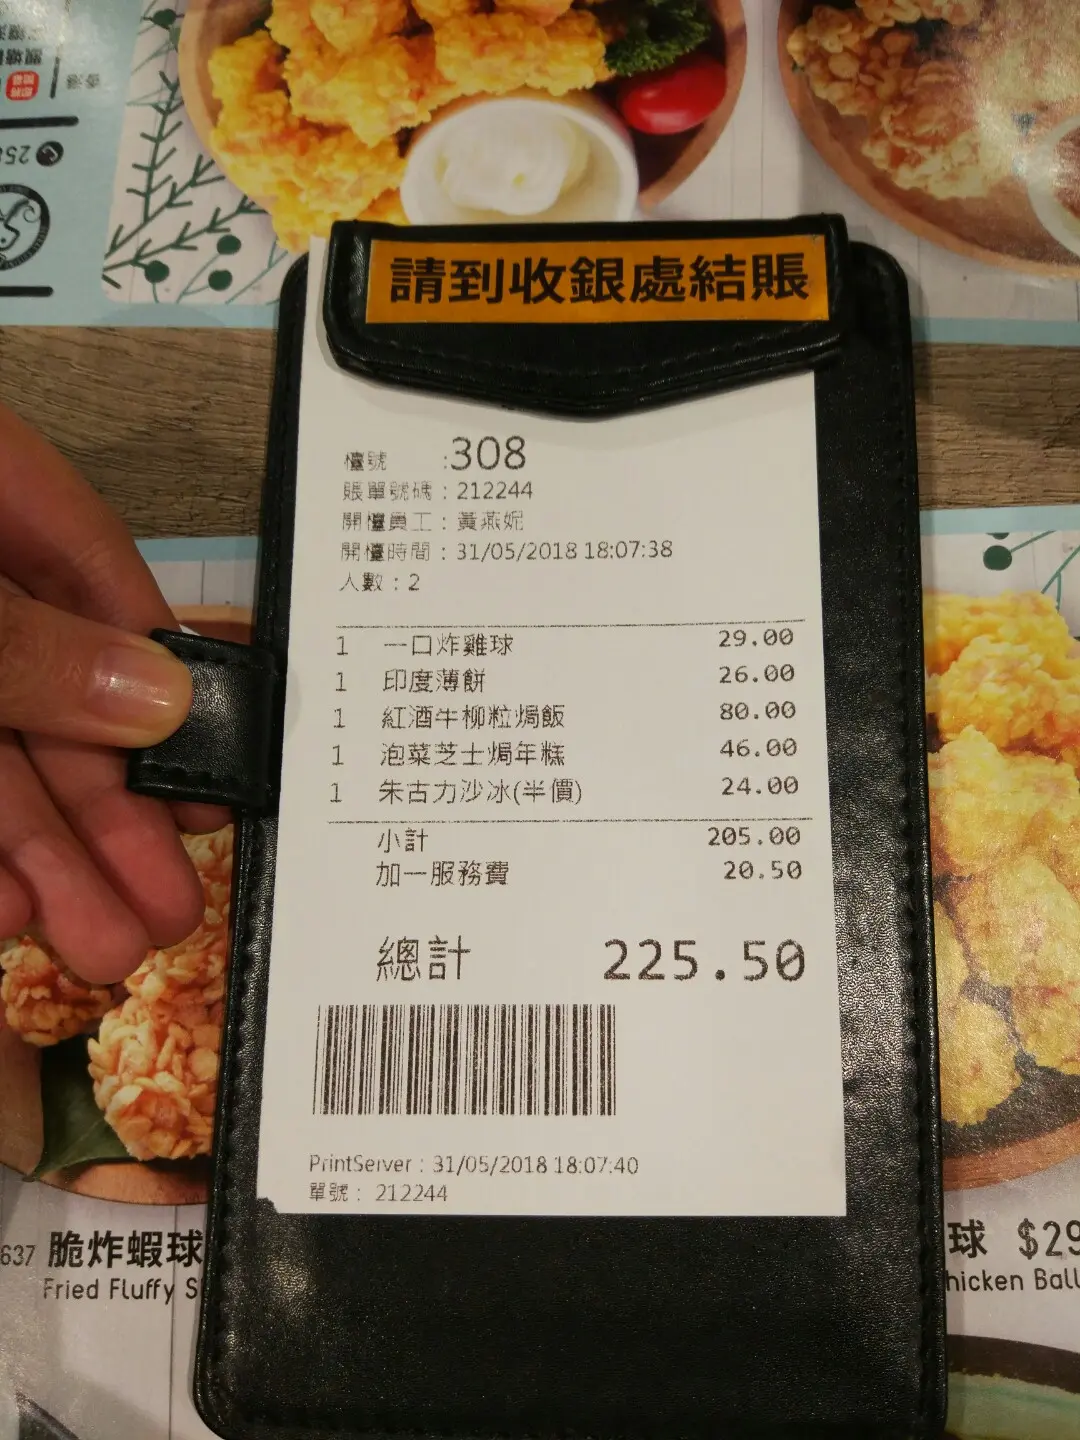 258
請到收銀處結賬
檯號 :308
賬單號碼 : 212244
開檯員工 : 黃燕妮
開檯時間 : 31/05/2018 18:07:38
人數 : 2
1 一口炸雞球 29.00
1 印度薄餅 26.00
1 紅酒牛柳粒焗飯 80.00
1 泡菜芝士焗年糕 46.00
1 朱古力沙冰(半價) 24.00
小計 205.00
加一服務費 20.50
總計 225.50
PrintServer : 31/05/2018 18:07:40
單號 : 212244
637 脆炸蝦球
Fried Fluffy S
球 $29
hicken Ball